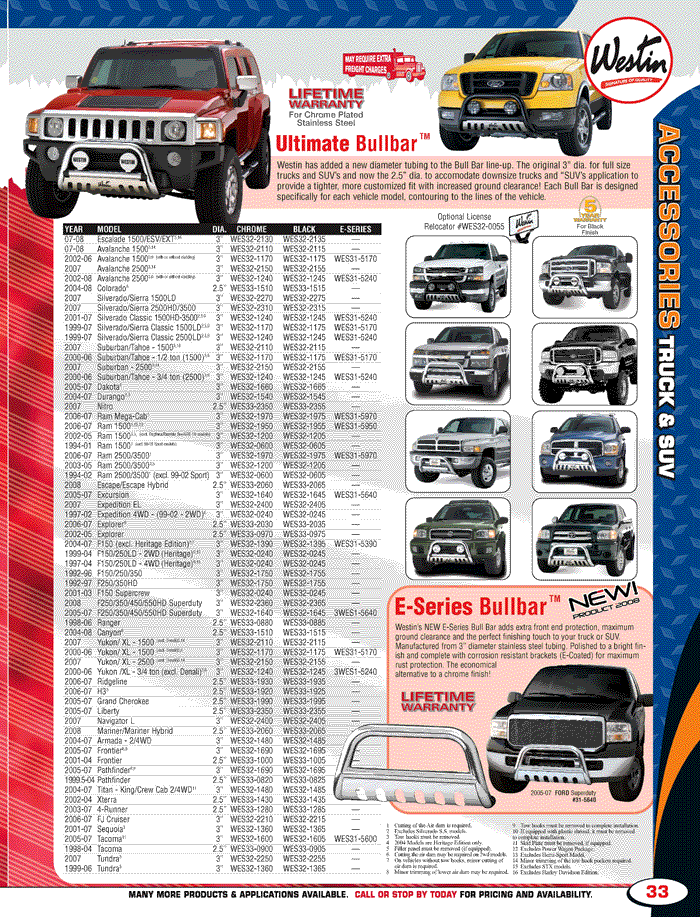 MAY REQUIRE EXTRA
FREIGHT CHARGES
Westin
SIGNATURE OF QUALITY
LIFETIME
WARRANTY
For Chrome Plated
Stainless Steel
Ultimate Bullbar™
Westin has added a new diameter tubing to the Bull Bar line-up. The original 3" dia. for full size
trucks and SUV's and now the 2.5" dia. to accomodate downsize trucks and "SUV's application to
provide a tighter, more customized fit with increased ground clearance! Each Bull Bar is designed
specifically for each vehicle model, contouring to the lines of the vehicle.
ACCESSORIES TRUCK & SUV
Optional License
Relocator #WES32-0055
5
YEAR
WARRANTY
For Black
Finish
YEAR MODEL DIA. CHROME BLACK E-SERIES
07-08 Escalade 1500/ESV/EXT 3" WES32-2130 WES32-2135 —
07-08 Avalanche 1500 3" WES32-2110 WES32-2115 —
2002-06 Avalanche 1500 3" WES32-1170 WES32-1175 WES31-5170
2007 Avalanche 2500 3" WES32-2150 WES32-2155 —
2002-08 Avalanche 2500 3" WES32-1240 WES32-1245 WES31-5240
2004-08 Colorado 2.5" WES33-1510 WES33-1515 —
2007 Silverado/Sierra 1500LD 3" WES32-2270 WES32-2275 —
2007 Silverado/Sierra 2500HD/3500 3" WES32-2310 WES32-2315 —
2001-07 Silverado Classic 1500HD-3500 3" WES32-1240 WES32-1245 WES31-5240
1999-07 Silverado/Sierra Classic 1500LD 3" WES32-1170 WES32-1175 WES31-5170
1999-07 Silverado/Sierra Classic 2500LD 3" WES32-1240 WES32-1245 WES31-5240
2007 Suburban/Tahoe - 1500 3" WES32-2110 WES32-2115 —
2000-06 Suburban/Tahoe - 1/2 ton (1500) 3" WES32-1170 WES32-1175 WES31-5170
2007 Suburban - 2500 3" WES32-2150 WES32-2155 —
2000-06 Suburban/Tahoe - 3/4 ton (2500) 3" WES32-1240 WES32-1245 WES31-5240
2005-07 Dakota 3" WES32-1660 WES32-1665 —
2004-07 Durango 3" WES32-1540 WES32-1545 —
2007 Nitro 2.5" WES33-2350 WES33-2355 —
2006-07 Ram Mega-Cab 3" WES32-1970 WES32-1975 WES31-5970
2006-07 Ram 1500 3" WES32-1950 WES32-1955 WES31-5950
2002-05 Ram 1500 3" WES32-1200 WES32-1205 —
1994-01 Ram 1500 3" WES32-0600 WES32-0605 —
2006-07 Ram 2500/3500 3" WES32-1970 WES32-1975 WES31-5970
2003-05 Ram 2500/3500 3" WES32-1200 WES32-1205 —
1994-02 Ram 2500/3500 (excl. 99-02 Sport) 3" WES32-0600 WES32-0605 —
2008 Escape/Escape Hybrid 2.5" WES33-2060 WES33-2065 —
2005-07 Excursion 3" WES32-1640 WES32-1645 WES31-5640
2007 Expedition EL 3" WES32-2400 WES32-2405 —
1997-02 Expedition 4WD - (99-02 - 2WD) 3" WES32-0240 WES32-0245 —
2006-07 Explorer 2.5" WES33-2030 WES33-2035 —
2002-05 Explorer 2.5" WES33-0970 WES33-0975 —
2004-07 F150 (excl. Heritage Edition) 3" WES32-1390 WES32-1395 WES31-5390
1999-04 F150/250LD - 2WD (Heritage) 3" WES32-0240 WES32-0245 —
1997-04 F150/250LD - 4WD (Heritage) 3" WES32-0240 WES32-0245 —
1992-96 F150/250/350 3" WES32-1750 WES32-1755 —
1992-97 F250/350HD 3" WES32-1750 WES32-1755 —
2001-03 F150 Supercrew 3" WES32-0240 WES32-0245 —
2008 F250/350/450/550HD Superduty 3" WES32-2360 WES32-2365 —
2005-07 F250/350/450/550HD Superduty 3" WES32-1640 WES32-1645 3WES1-5640
1998-06 Ranger 2.5" WES33-0880 WES33-0885 —
2004-08 Canyon 2.5" WES33-1510 WES33-1515 —
2007 Yukon/ XL - 1500 3" WES32-2110 WES32-2115 —
2000-06 Yukon/ XL - 1500 3" WES32-1170 WES32-1175 WES31-5170
2007 Yukon/ XL - 2500 3" WES32-2150 WES32-2155 —
2000-06 Yukon /XL - 3/4 ton (excl. Denali) 3" WES32-1240 WES32-1245 3WES1-5240
2006-07 Ridgeline 2.5" WES33-1930 WES33-1935 —
2006-07 H3 2.5" WES33-1920 WES33-1925 —
2005-07 Grand Cherokee 2.5" WES33-1990 WES33-1995 —
2005-07 Liberty 2.5" WES33-2350 WES33-2355 —
2007 Navigator L 3" WES32-2400 WES32-2405 —
2008 Mariner/Mariner Hybrid 2.5" WES33-2060 WES33-2065 —
2004-07 Armada - 2/4WD 3" WES32-1480 WES32-1485 —
2005-07 Frontier 3" WES32-1690 WES32-1695 —
2001-04 Frontier 2.5" WES33-1000 WES33-1005 —
2005-07 Pathfinder 3" WES32-1690 WES32-1695 —
1999.5-04 Pathfinder 2.5" WES33-0820 WES33-0825 —
2004-07 Titan - King/Crew Cab 2/4WD 3" WES32-1480 WES32-1485 —
2002-04 Xterra 2.5" WES33-1430 WES33-1435 —
2003-07 4-Runner 2.5" WES33-1280 WES33-1285 —
2006-07 FJ Cruiser 3" WES32-2210 WES32-2215 —
2001-07 Sequoia 3" WES32-1360 WES32-1365 —
2005-07 Tacoma 3" WES32-1600 WES32-1605 WES31-5600
1998-04 Tacoma 2.5" WES33-0900 WES33-0905 —
2007 Tundra 3" WES32-2250 WES32-2255 —
1999-06 Tundra 3" WES32-1360 WES32-1365 —
E-Series Bullbar™
NEW!
PRODUCT 2008
Westin's NEW E-Series Bull Bar adds extra front end protection, maximum
ground clearance and the perfect finishing touch to your truck or SUV.
Manufactured from 3" diameter stainless steel tubing. Polished to a bright fin-
ish and complete with corrosion resistant brackets (E-Coated) for maximum
rust protection. The economical
alternative to a chrome finish!
LIFETIME
WARRANTY
2005-07 FORD Superduty
#31-5640
1 Cutting of the Air dam is required.
2 Excludes Silverado S.S. models.
3 Tow hooks must be removed.
4 2004 Models are Heritage Edition only.
5 Filler panel must be removed (if equipped).
6 Cutting the air dam may be required on 2wd models.
7 On vehicles without tow hooks, minor cutting of
air dam is required.
8 Minor trimming of lower air dam may be required.
9 Tow hooks must be removed to complete installation.
10 If equipped with plastic shroud, it must be removed
to complete installation.
11 Skid Plate must be removed, if equipped.
12 Excludes Power Wagon Package.
13 Excludes Hemi-Sport Model.
14 Minor trimming of the tow hook pockets required.
15 Excludes STX models.
16 Excludes Harley Davidson Edition.
MANY MORE PRODUCTS & APPLICATIONS AVAILABLE. CALL OR STOP BY TODAY FOR PRICING AND AVAILABILITY.
33